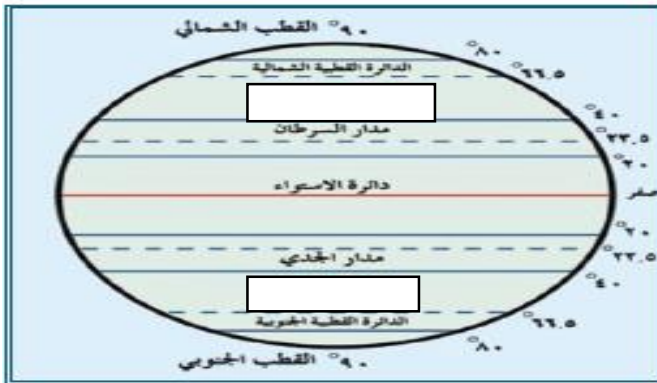 ٩٠° القطب الشمالي
٨٠°
الدائرة القطبية الشمالية
٦٦.٥°
٤٠°
مدار السرطان
٢٣.٥°
٢٠°
دائرة الاستواء
صفر
٢٠°
مدار الجدي
٢٣.٥°
٤٠°
الدائرة القطبية الجنوبية
٦٦.٥°
٨٠°
٩٠° القطب الجنوبي